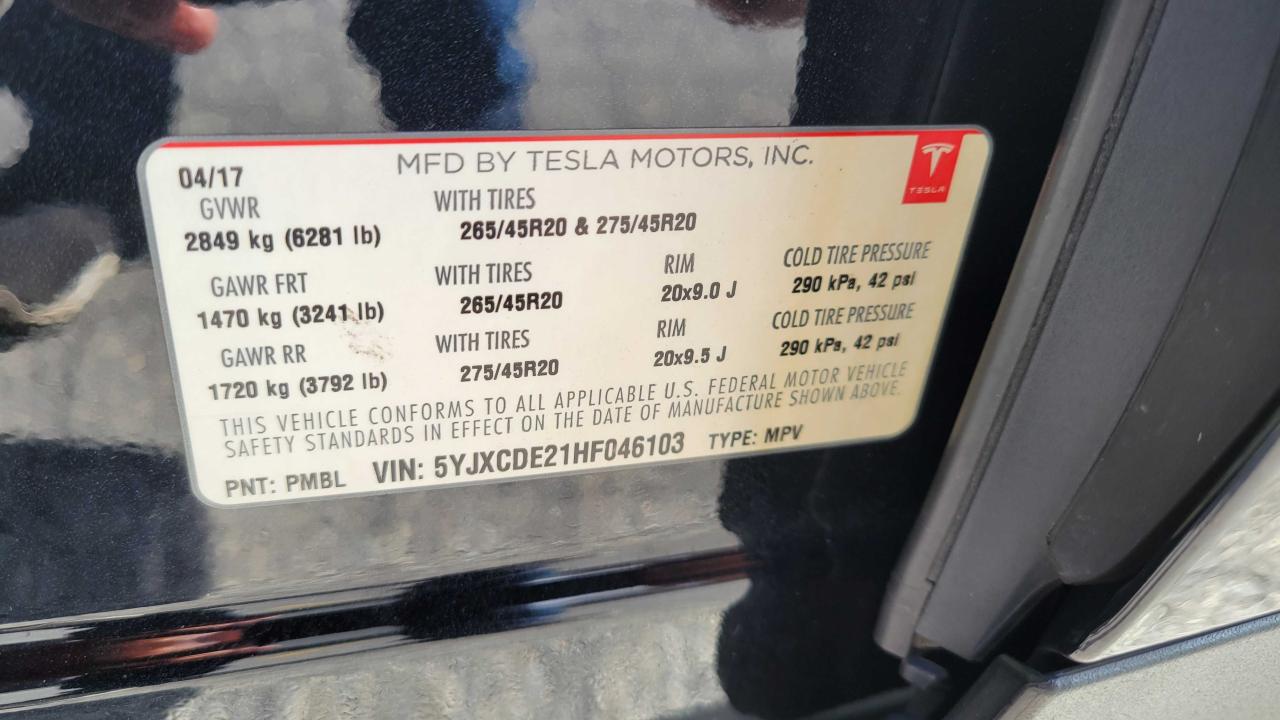 MFD BY TESLA MOTORS, INC.
TESLA
04/17
GVWR
2849 kg (6281 lb)
WITH TIRES
265/45R20 & 275/45R20
GAWR FRT
1470 kg (3241 lb)
WITH TIRES
265/45R20
RIM
20x9.0 J
COLD TIRE PRESSURE
290 kPa, 42 psi
GAWR RR
1720 kg (3792 lb)
WITH TIRES
275/45R20
RIM
20x9.5 J
COLD TIRE PRESSURE
290 kPa, 42 psi
THIS VEHICLE CONFORMS TO ALL APPLICABLE U.S. FEDERAL MOTOR VEHICLE
SAFETY STANDARDS IN EFFECT ON THE DATE OF MANUFACTURE SHOWN ABOVE.
PNT: PMBL VIN: 5YJXCDE21HF046103 TYPE: MPV